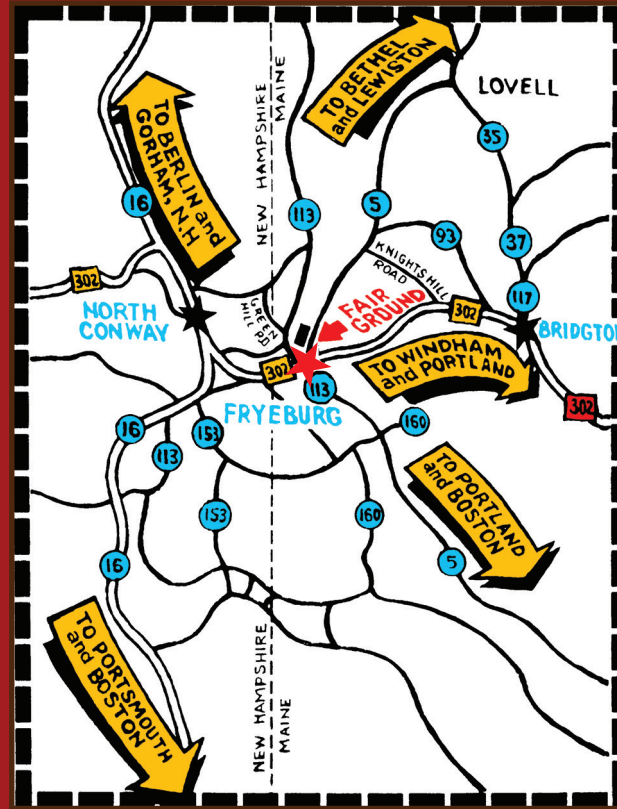 TO BETHEL
and LEWISTON
LOVELL
NEW HAMPSHIRE
MAINE
TO BERLIN and
GORHAM, N.H
35
16
113
5
93
37
KNIGHTS HILL
ROAD
302
117
302
NORTH
CONWAY
GREEN
HILL RD
FAIR
GROUND
BRIDGTON
302
TO WINDHAM
and PORTLAND
113
302
FRYEBURG
16
153
160
113
TO PORTLAND
and BOSTON
153
160
16
5
TO PORTSMOUTH
and BOSTON
NEW HAMPSHIRE
MAINE